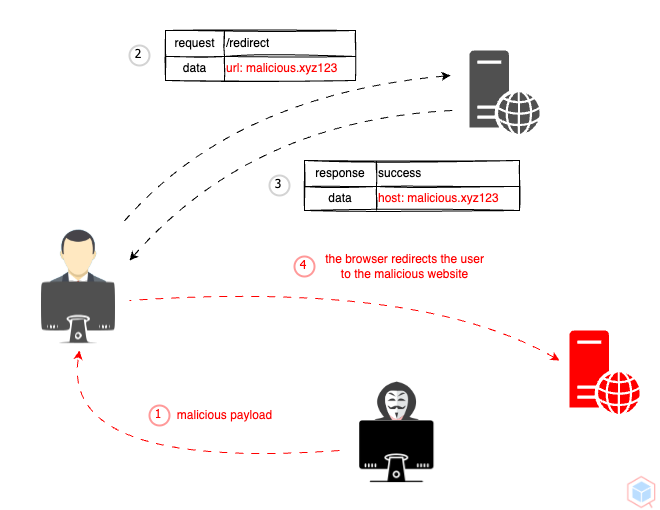 2
request /redirect
data url: malicious.xyz123
3
response success
data host: malicious.xyz123
4
the browser redirects the user
to the malicious website
1
malicious payload